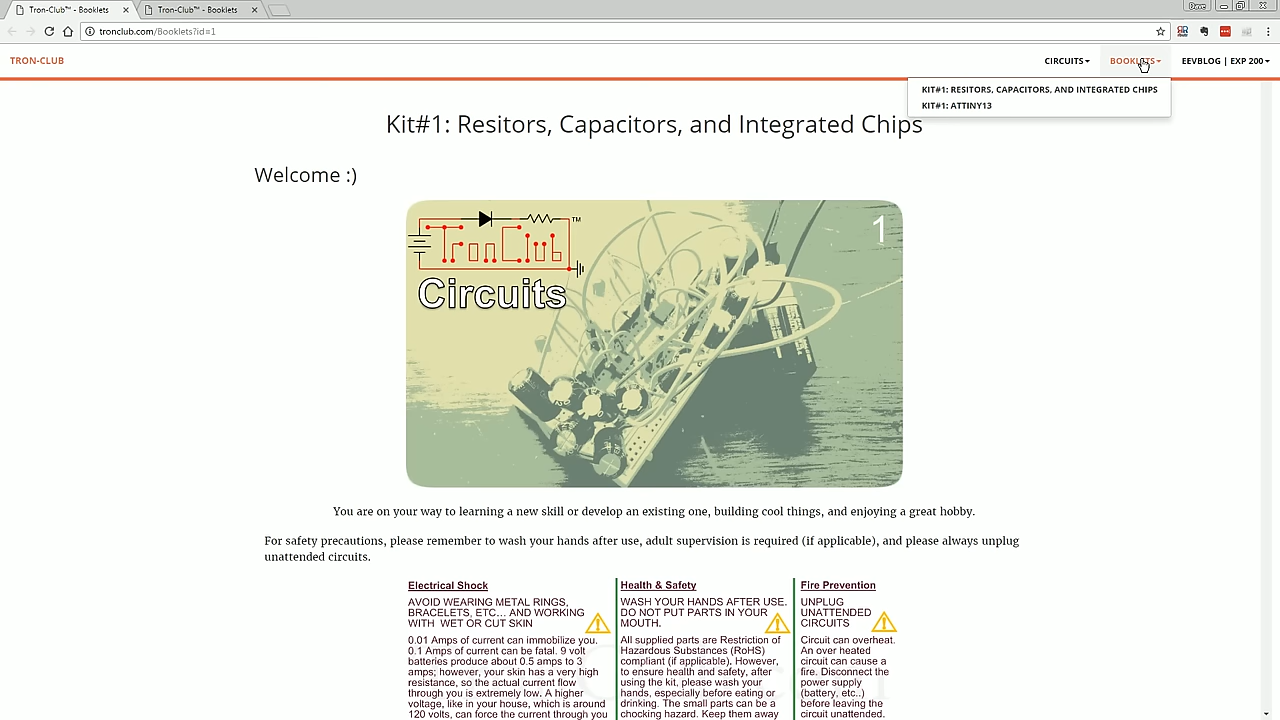 Tron-Club™ - Booklets
Tron-Club™ - Booklets
Dave
tronclub.com/Booklets?id=1
TRON-CLUB
CIRCUITS
BOOKLETS
EEVBLOG | EXP 200
KIT#1: RESITORS, CAPACITORS, AND INTEGRATED CHIPS
KIT#1: ATTINY13
Kit#1: Resitors, Capacitors, and Integrated Chips
Welcome :)
TronClub
TM
1
Circuits
You are on your way to learning a new skill or develop an existing one, building cool things, and enjoying a great hobby.
For safety precautions, please remember to wash your hands after use, adult supervision is required (if applicable), and please always unplug
unattended circuits.
Electrical Shock
AVOID WEARING METAL RINGS,
BRACELETS, ETC... AND WORKING
WITH WET OR CUT SKIN
0.01 Amps of current can immobilize you.
0.1 Amps of current can be fatal. 9 volt
batteries produce about 0.5 amps to 3
amps; however, your skin has a very high
resistance, so the actual current flow
through you is extremely low. A higher
voltage, like in your house, which is around
120 volts, can force the current through you
Health & Safety
WASH YOUR HANDS AFTER USE.
DO NOT PUT PARTS IN YOUR
MOUTH.
All supplied parts are Restriction of
Hazardous Substances (RoHS)
compliant (if applicable). However,
to ensure health and safety, after
using the kit, please wash your
hands, especially before eating or
drinking. The small parts can be a
chocking hazard. Keep them away
Fire Prevention
UNPLUG
UNATTENDED
CIRCUITS
Circuit can overheat.
An over heated
circuit can cause a
fire. Disconnect the
power supply
(battery, etc..)
before leaving the
circuit unattended.